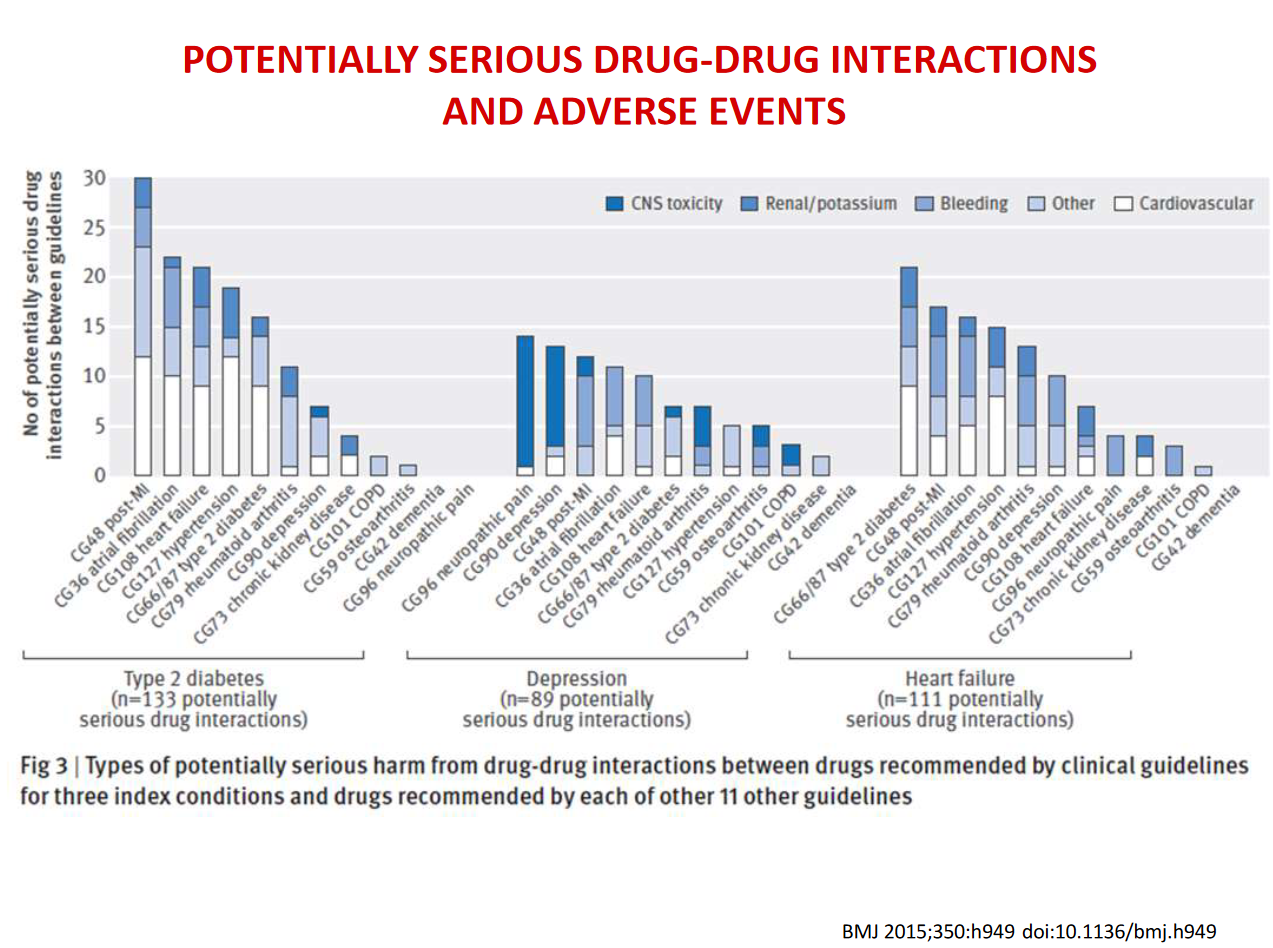 POTENTIALLY SERIOUS DRUG-DRUG INTERACTIONS
AND ADVERSE EVENTS
No of potentially serious drug
interactions between guidelines
30
25
20
15
10
5
0
CNS toxicity
Renal/potassium
Bleeding
Other
Cardiovascular
CG48 post-MI
CG36 atrial fibrillation
CG108 heart failure
CG127 hypertension
CG66/87 type 2 diabetes
CG79 rheumatoid arthritis
CG90 depression
CG73 chronic kidney disease
CG101 COPD
CG59 osteoarthritis
CG42 dementia
CG96 neuropathic pain
CG96 neuropathic pain
CG90 depression
CG48 post-MI
CG36 atrial fibrillation
CG108 heart failure
CG66/87 type 2 diabetes
CG79 rheumatoid arthritis
CG127 hypertension
CG59 osteoarthritis
CG101 COPD
CG73 chronic kidney disease
CG42 dementia
CG66/87 type 2 diabetes
CG48 post-MI
CG36 atrial fibrillation
CG127 hypertension
CG79 rheumatoid arthritis
CG90 depression
CG108 heart failure
CG96 neuropathic pain
CG73 chronic kidney disease
CG59 osteoarthritis
CG101 COPD
CG42 dementia
Type 2 diabetes
(n=133 potentially
serious drug interactions)
Depression
(n=89 potentially
serious drug interactions)
Heart failure
(n=111 potentially
serious drug interactions)
Fig 3 | Types of potentially serious harm from drug-drug interactions between drugs recommended by clinical guidelines
for three index conditions and drugs recommended by each of other 11 other guidelines
BMJ 2015;350:h949 doi:10.1136/bmj.h949